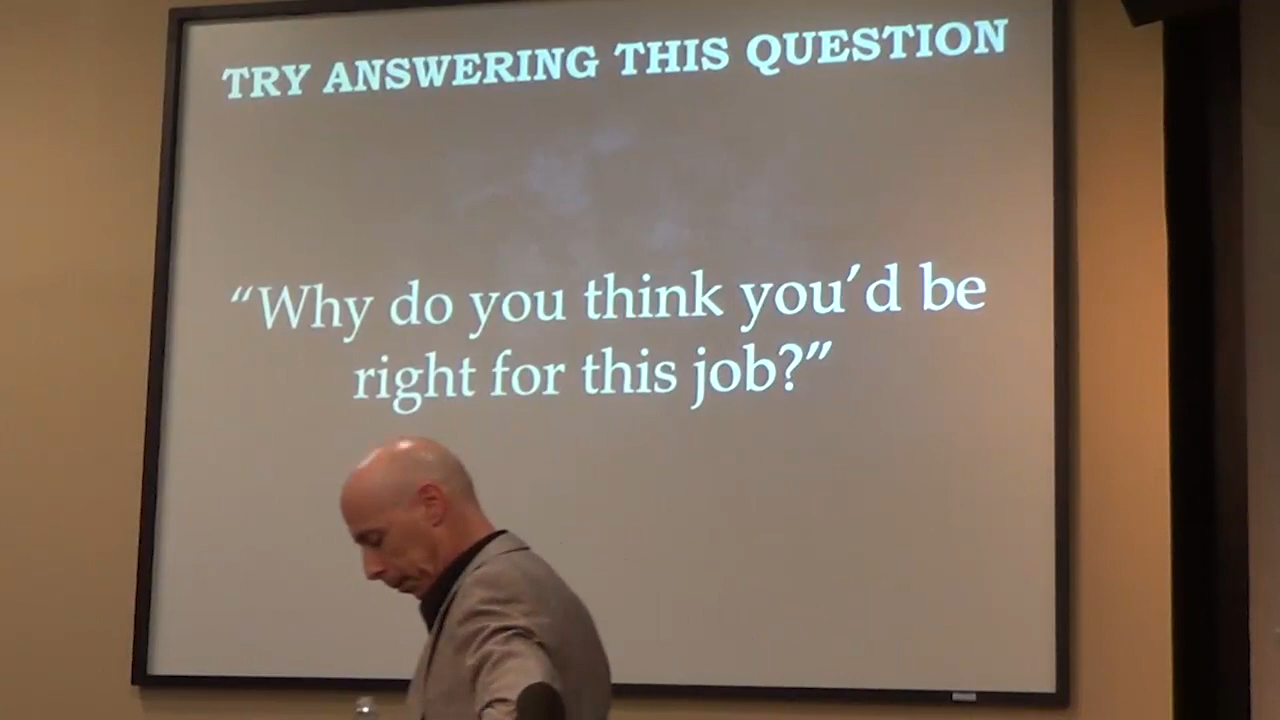 TRY ANSWERING THIS QUESTION
“Why do you think you’d be
right for this job?”